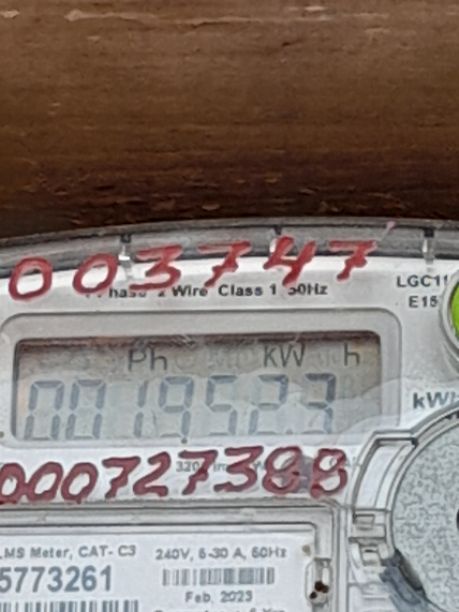 003747
Wire Class 1 50Hz
LGC11
E15
Ph KW h
0019523
kWh
000727388
LMS Meter, CAT- C3
240V, 5-30 A, 50Hz
5773261
Feb, 2023